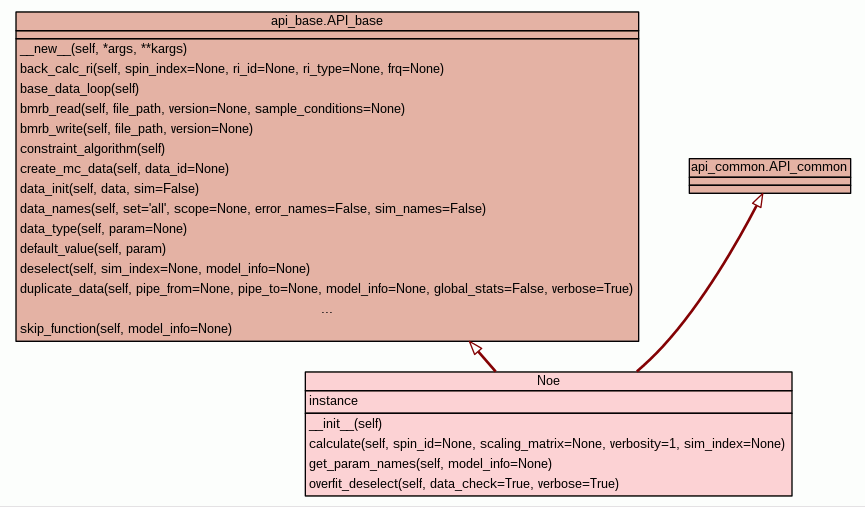 api_base.API_base
__new__(self, *args, **kargs)
back_calc_ri(self, spin_index=None, ri_id=None, ri_type=None, frq=None)
base_data_loop(self)
bmrb_read(self, file_path, version=None, sample_conditions=None)
bmrb_write(self, file_path, version=None)
constraint_algorithm(self)
create_mc_data(self, data_id=None)
data_init(self, data, sim=False)
data_names(self, set='all', scope=None, error_names=False, sim_names=False)
data_type(self, param=None)
default_value(self, param)
deselect(self, sim_index=None, model_info=None)
duplicate_data(self, pipe_from=None, pipe_to=None, model_info=None, global_stats=False, verbose=True)
...
skip_function(self, model_info=None)
api_common.API_common
Noe
instance
__init__(self)
calculate(self, spin_id=None, scaling_matrix=None, verbosity=1, sim_index=None)
get_param_names(self, model_info=None)
overfit_deselect(self, data_check=True, verbose=True)